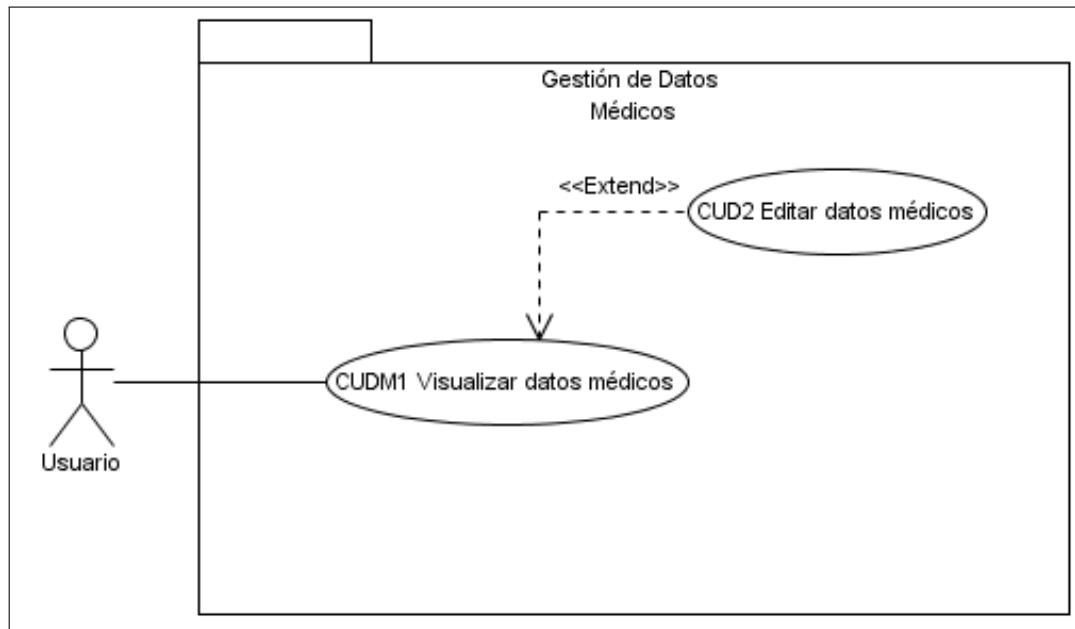 Gestión de Datos
Médicos
<<Extend>>
CUD2 Editar datos médicos
CUDM1 Visualizar datos médicos
Usuario